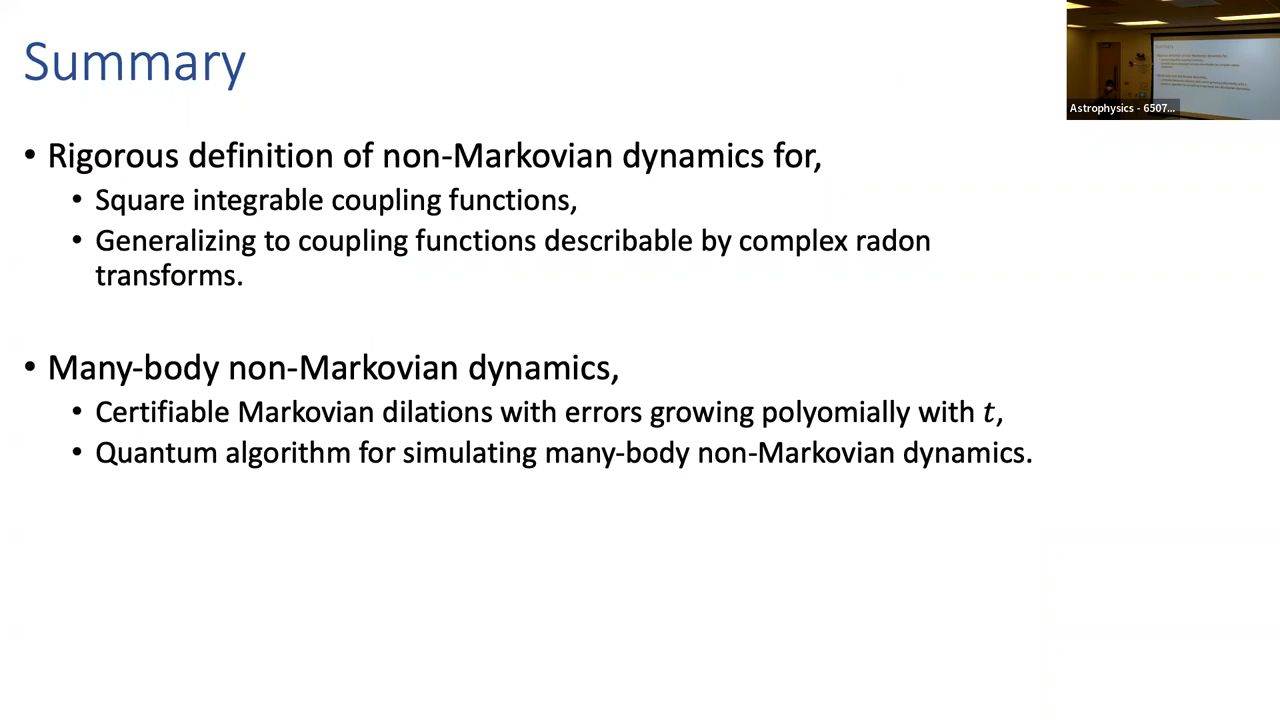 Summary
• Rigorous definition of non-Markovian dynamics for,
• Square integrable coupling functions,
• Generalizing to coupling functions describable by complex radon
transforms.
• Many-body non-Markovian dynamics,
• Certifiable Markovian dilations with errors growing polyomially with t,
• Quantum algorithm for simulating many-body non-Markovian dynamics.
Astrophysics - 6507...
Summary